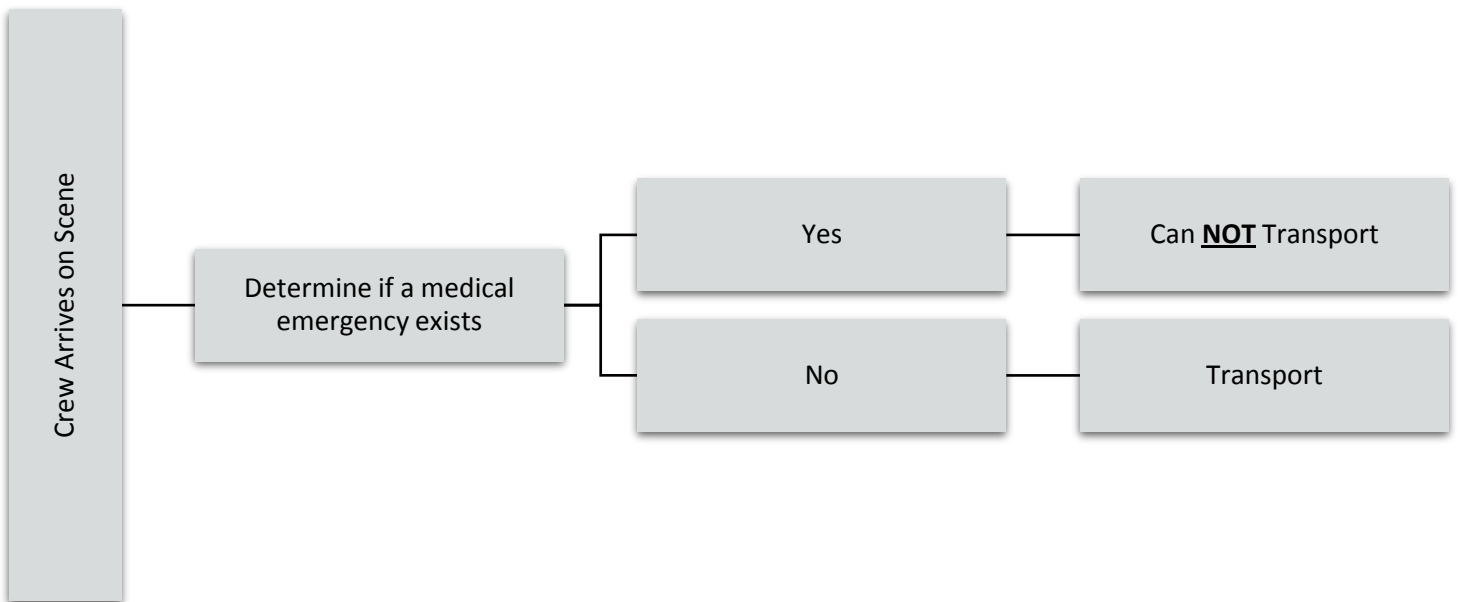 Crew Arrives on Scene
Determine if a medical
emergency exists
Yes
Can NOT Transport
No
Transport